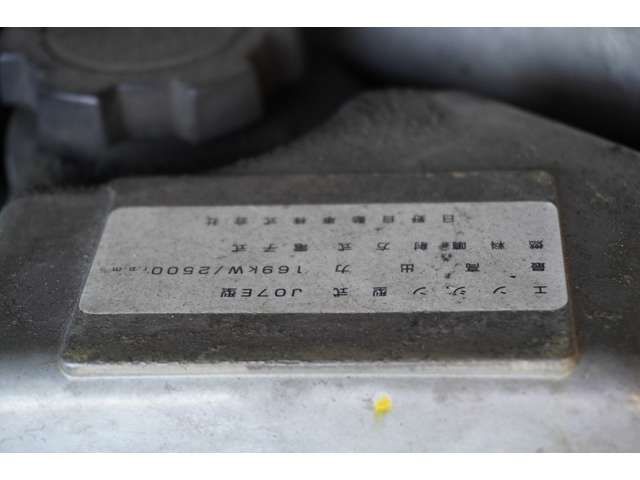 エンジン型式 J07E型
最高出力 169kW/2500r.p.m
燃料噴射方式 電子式
日野自動車株式会社